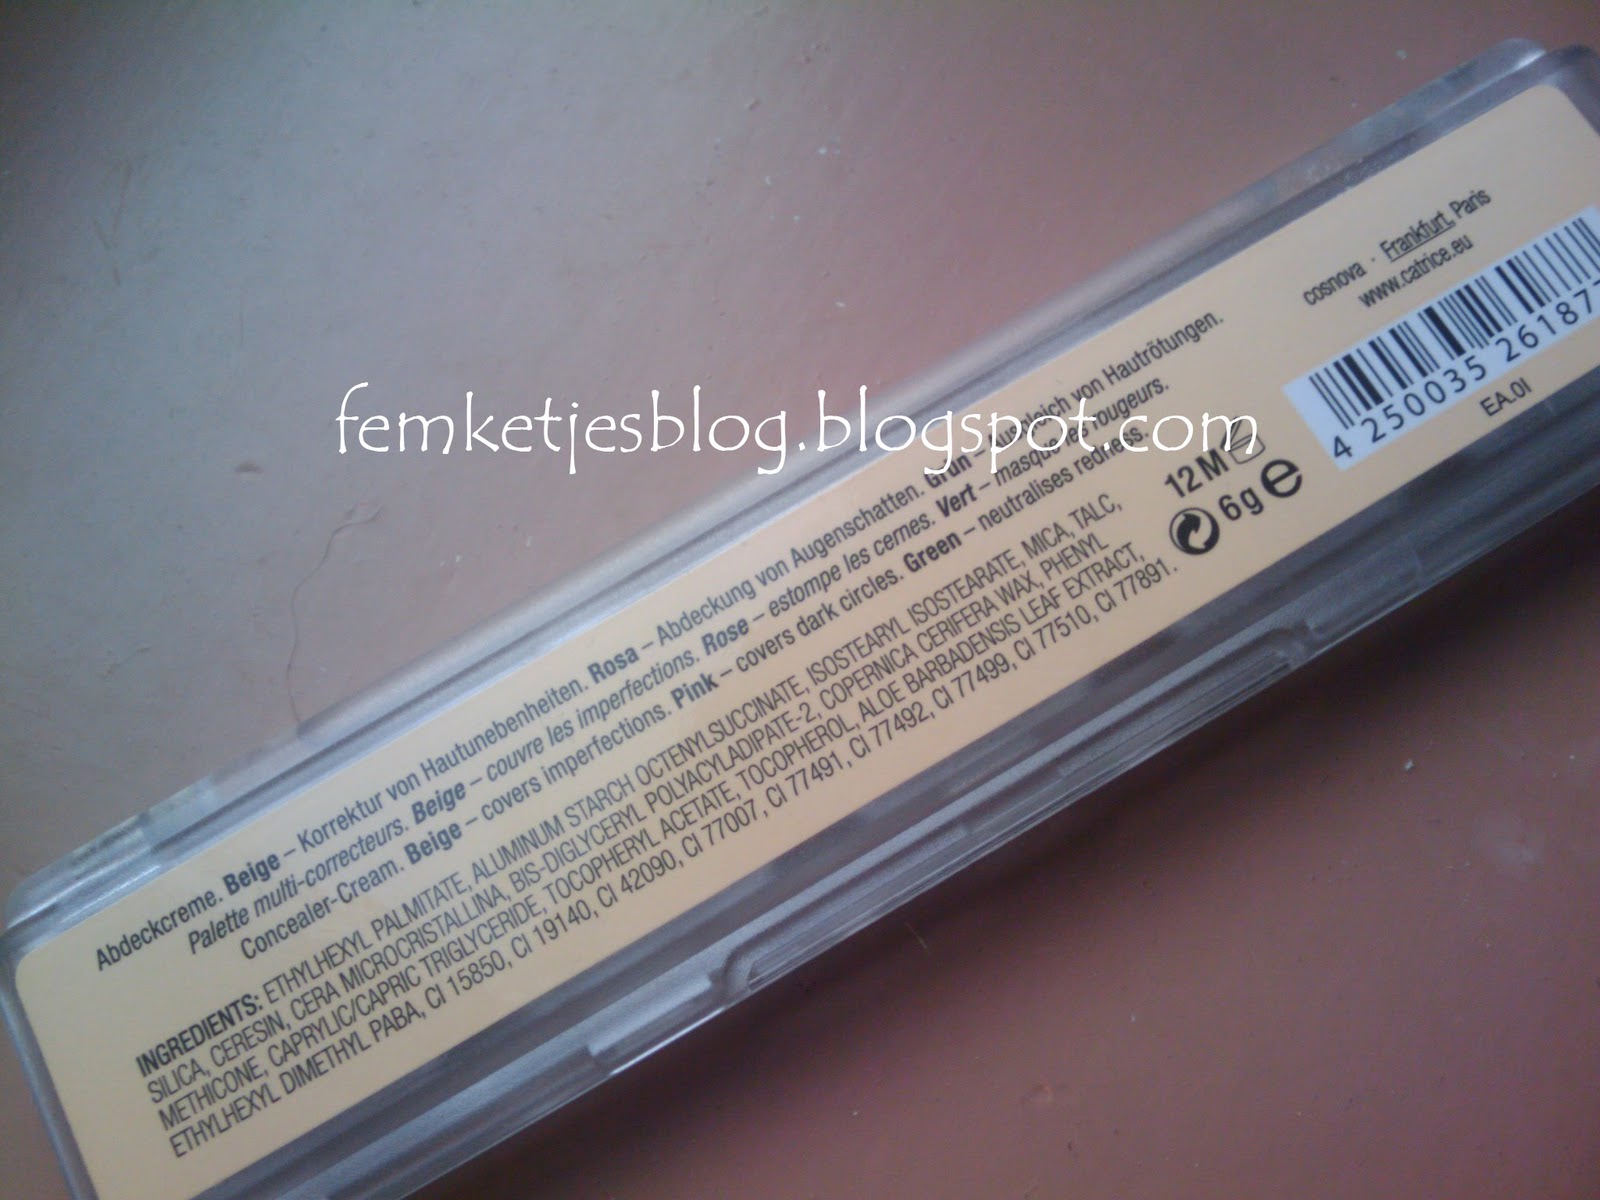 Abdeckcreme. Beige – Korrektur von Hautunebenheiten. Rosa – Abdeckung von Augenschatten. Grün – Ausgleich von Hautrötungen.
Palette multi-correcteurs. Beige – couvre les imperfections. Rose – estompe les cernes. Vert – masque les rougeurs.
Concealer-Cream. Beige – covers imperfections. Pink – covers dark circles. Green – neutralises redness.
INGREDIENTS: ETHYLHEXYL PALMITATE, ALUMINUM STARCH OCTENYLSUCCINATE, ISOSTEARYL ISOSTEARATE, MICA, TALC,
SILICA, CERESIN, CERA MICROCRISTALLINA, BIS-DIGLYCERYL POLYACYLADIPATE-2, COPERNICA CERIFERA WAX, PHENYL
METHICONE, CAPRYLIC/CAPRIC TRIGLYCERIDE, TOCOPHERYL ACETATE, TOCOPHEROL, ALOE BARBADENSIS LEAF EXTRACT,
ETHYLHEXYL DIMETHYL PABA, CI 15850, CI 19140, CI 42090, CI 77007, CI 77491, CI 77492, CI 77499, CI 77510, CI 77891.
12M
6g e
cosnova · Frankfurt, Paris
www.catrice.eu
4 250035 26187
EA.01
femketjesblog.blogspot.com